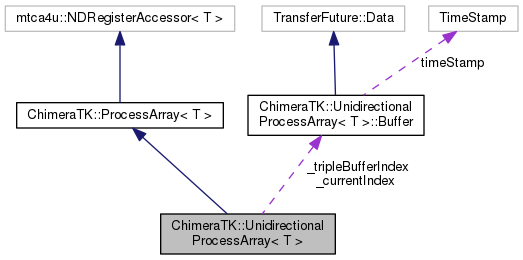 mtca4u::NDRegisterAccessor< T >
TransferFuture::Data
TimeStamp
timeStamp
ChimeraTK::ProcessArray< T >
ChimeraTK::Unidirectional
ProcessArray< T >::Buffer
_tripleBufferIndex
_currentIndex
ChimeraTK::Unidirectional
ProcessArray< T >